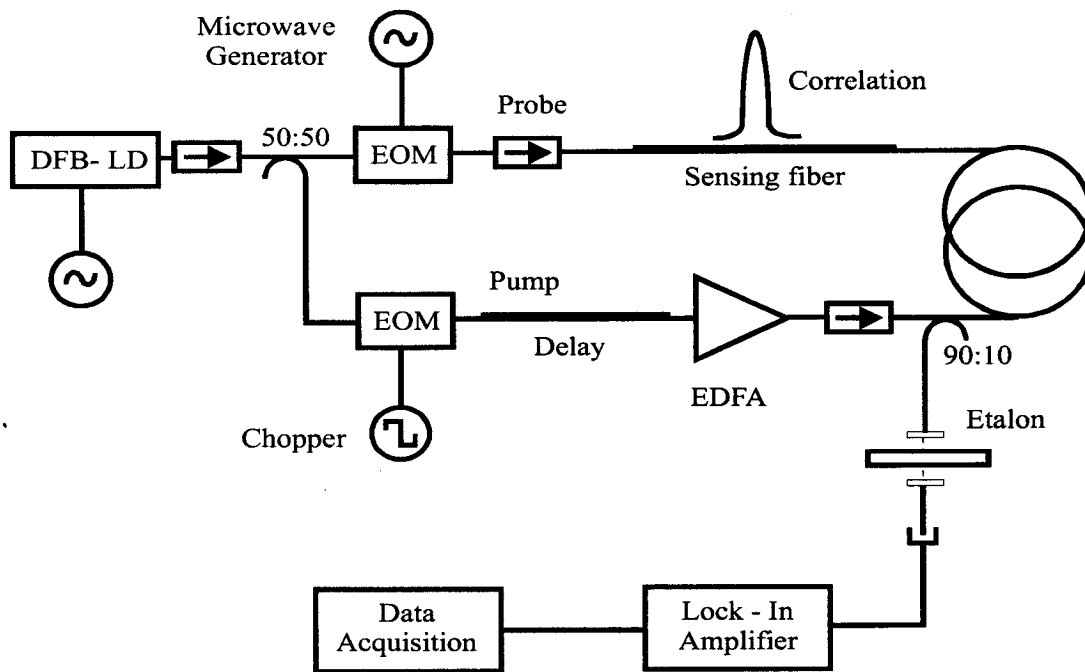 Microwave
Generator
Correlation
Probe
50:50
DFB- LD
EOM
Sensing fiber
Pump
EOM
Delay
90:10
EDFA
Chopper
Etalon
Data
Acquisition
Lock - In
Amplifier